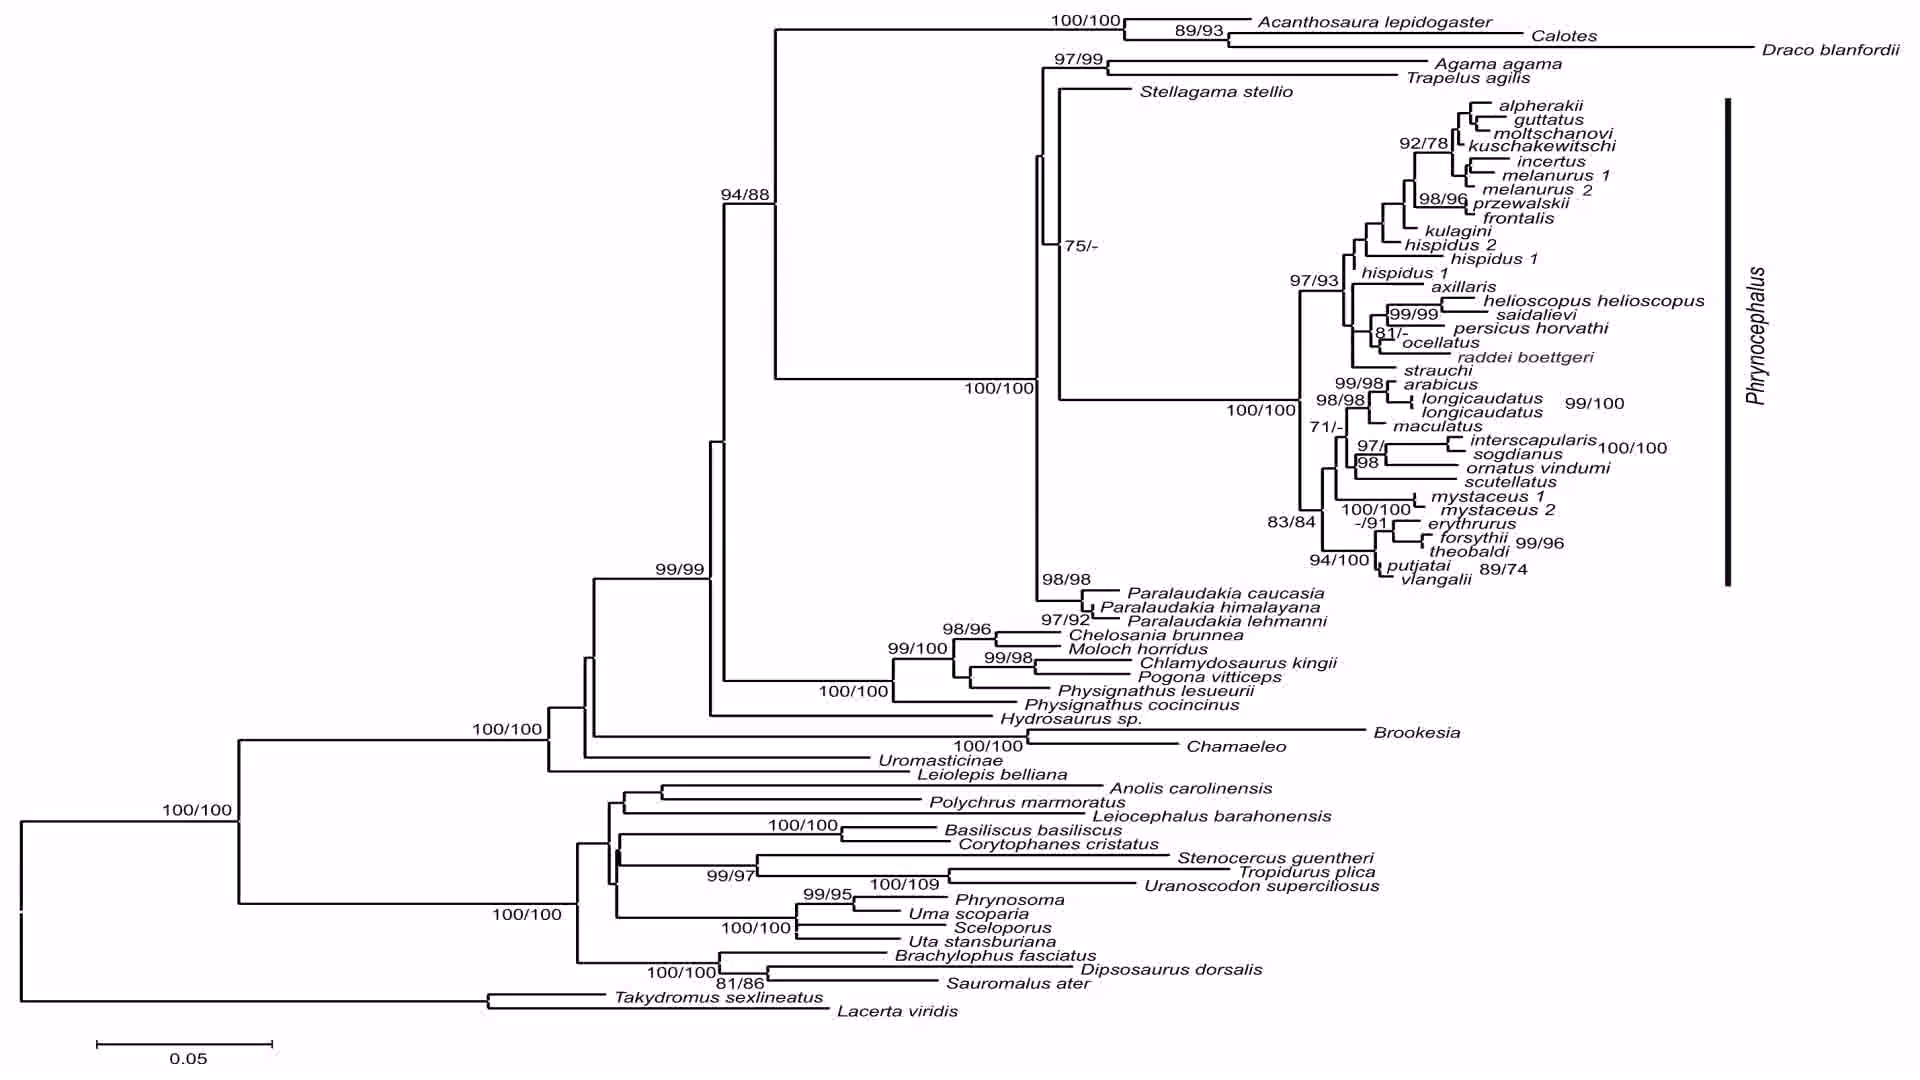 100/100
Acanthosaura lepidogaster
89/93
Calotes
Draco blanfordii
97/99
Agama agama
Trapelus agilis
Stellagama stellio
alpherakii
guttatus
moltschanovi
92/78
kuschakewitschi
incertus
melanurus 1
melanurus 2
94/88
98/96
przewalskii
frontalis
kulagini
75/-
hispidus 2
hispidus 1
hispidus 1
97/93
axillaris
helioscopus helioscopus
99/99
saidalievi
persicus horvathi
81/-
ocellatus
raddei boettgeri
Phrynocephalus
strauchi
100/100
99/98
arabicus
98/98
longicaudatus
99/100
100/100
longicaudatus
71/-
maculatus
97/
interscapularis
100/100
sogdianus
98
ornatus vindumi
scutellatus
mystaceus 1
100/100
mystaceus 2
83/84
-/91
erythrurus
forsythii
99/96
theobaldi
94/100
putjatai
89/74
vlangalii
99/99
98/98
Paralaudakia caucasia
Paralaudakia himalayana
97/92
Paralaudakia lehmanni
98/96
Chelosania brunnea
99/100
Moloch horridus
99/98
Chlamydosaurus kingii
Pogona vitticeps
100/100
Physignathus lesueurii
Physignathus cocincinus
Hydrosaurus sp.
100/100
Brookesia
100/100
Chamaeleo
Uromasticinae
Leiolepis belliana
Anolis carolinensis
100/100
Polychrus marmoratus
Leiocephalus barahonensis
100/100
Basiliscus basiliscus
Corytophanes cristatus
Stenocercus guentheri
99/97
Tropidurus plica
100/109
Uranoscodon superciliosus
99/95
Phrynosoma
100/100
Uma scoparia
100/100
Sceloporus
Uta stansburiana
Brachylophus fasciatus
100/100
Dipsosaurus dorsalis
81/86
Sauromalus ater
Takydromus sexlineatus
Lacerta viridis
0.05